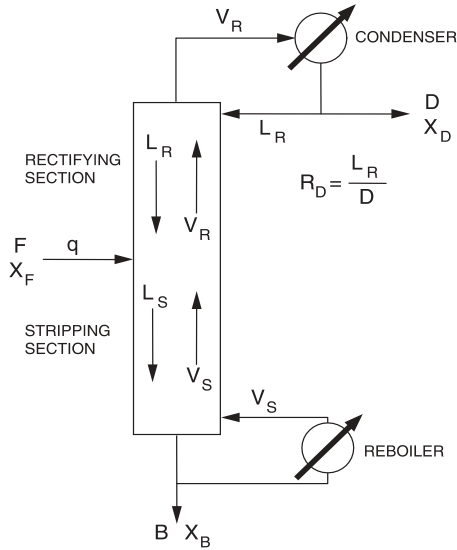 V_R
CONDENSER
D
X_D
L_R
R_D = L_R / D
RECTIFYING
SECTION
L_R
V_R
F
X_F
q
L_S
STRIPPING
SECTION
V_S
V_S
REBOILER
B X_B